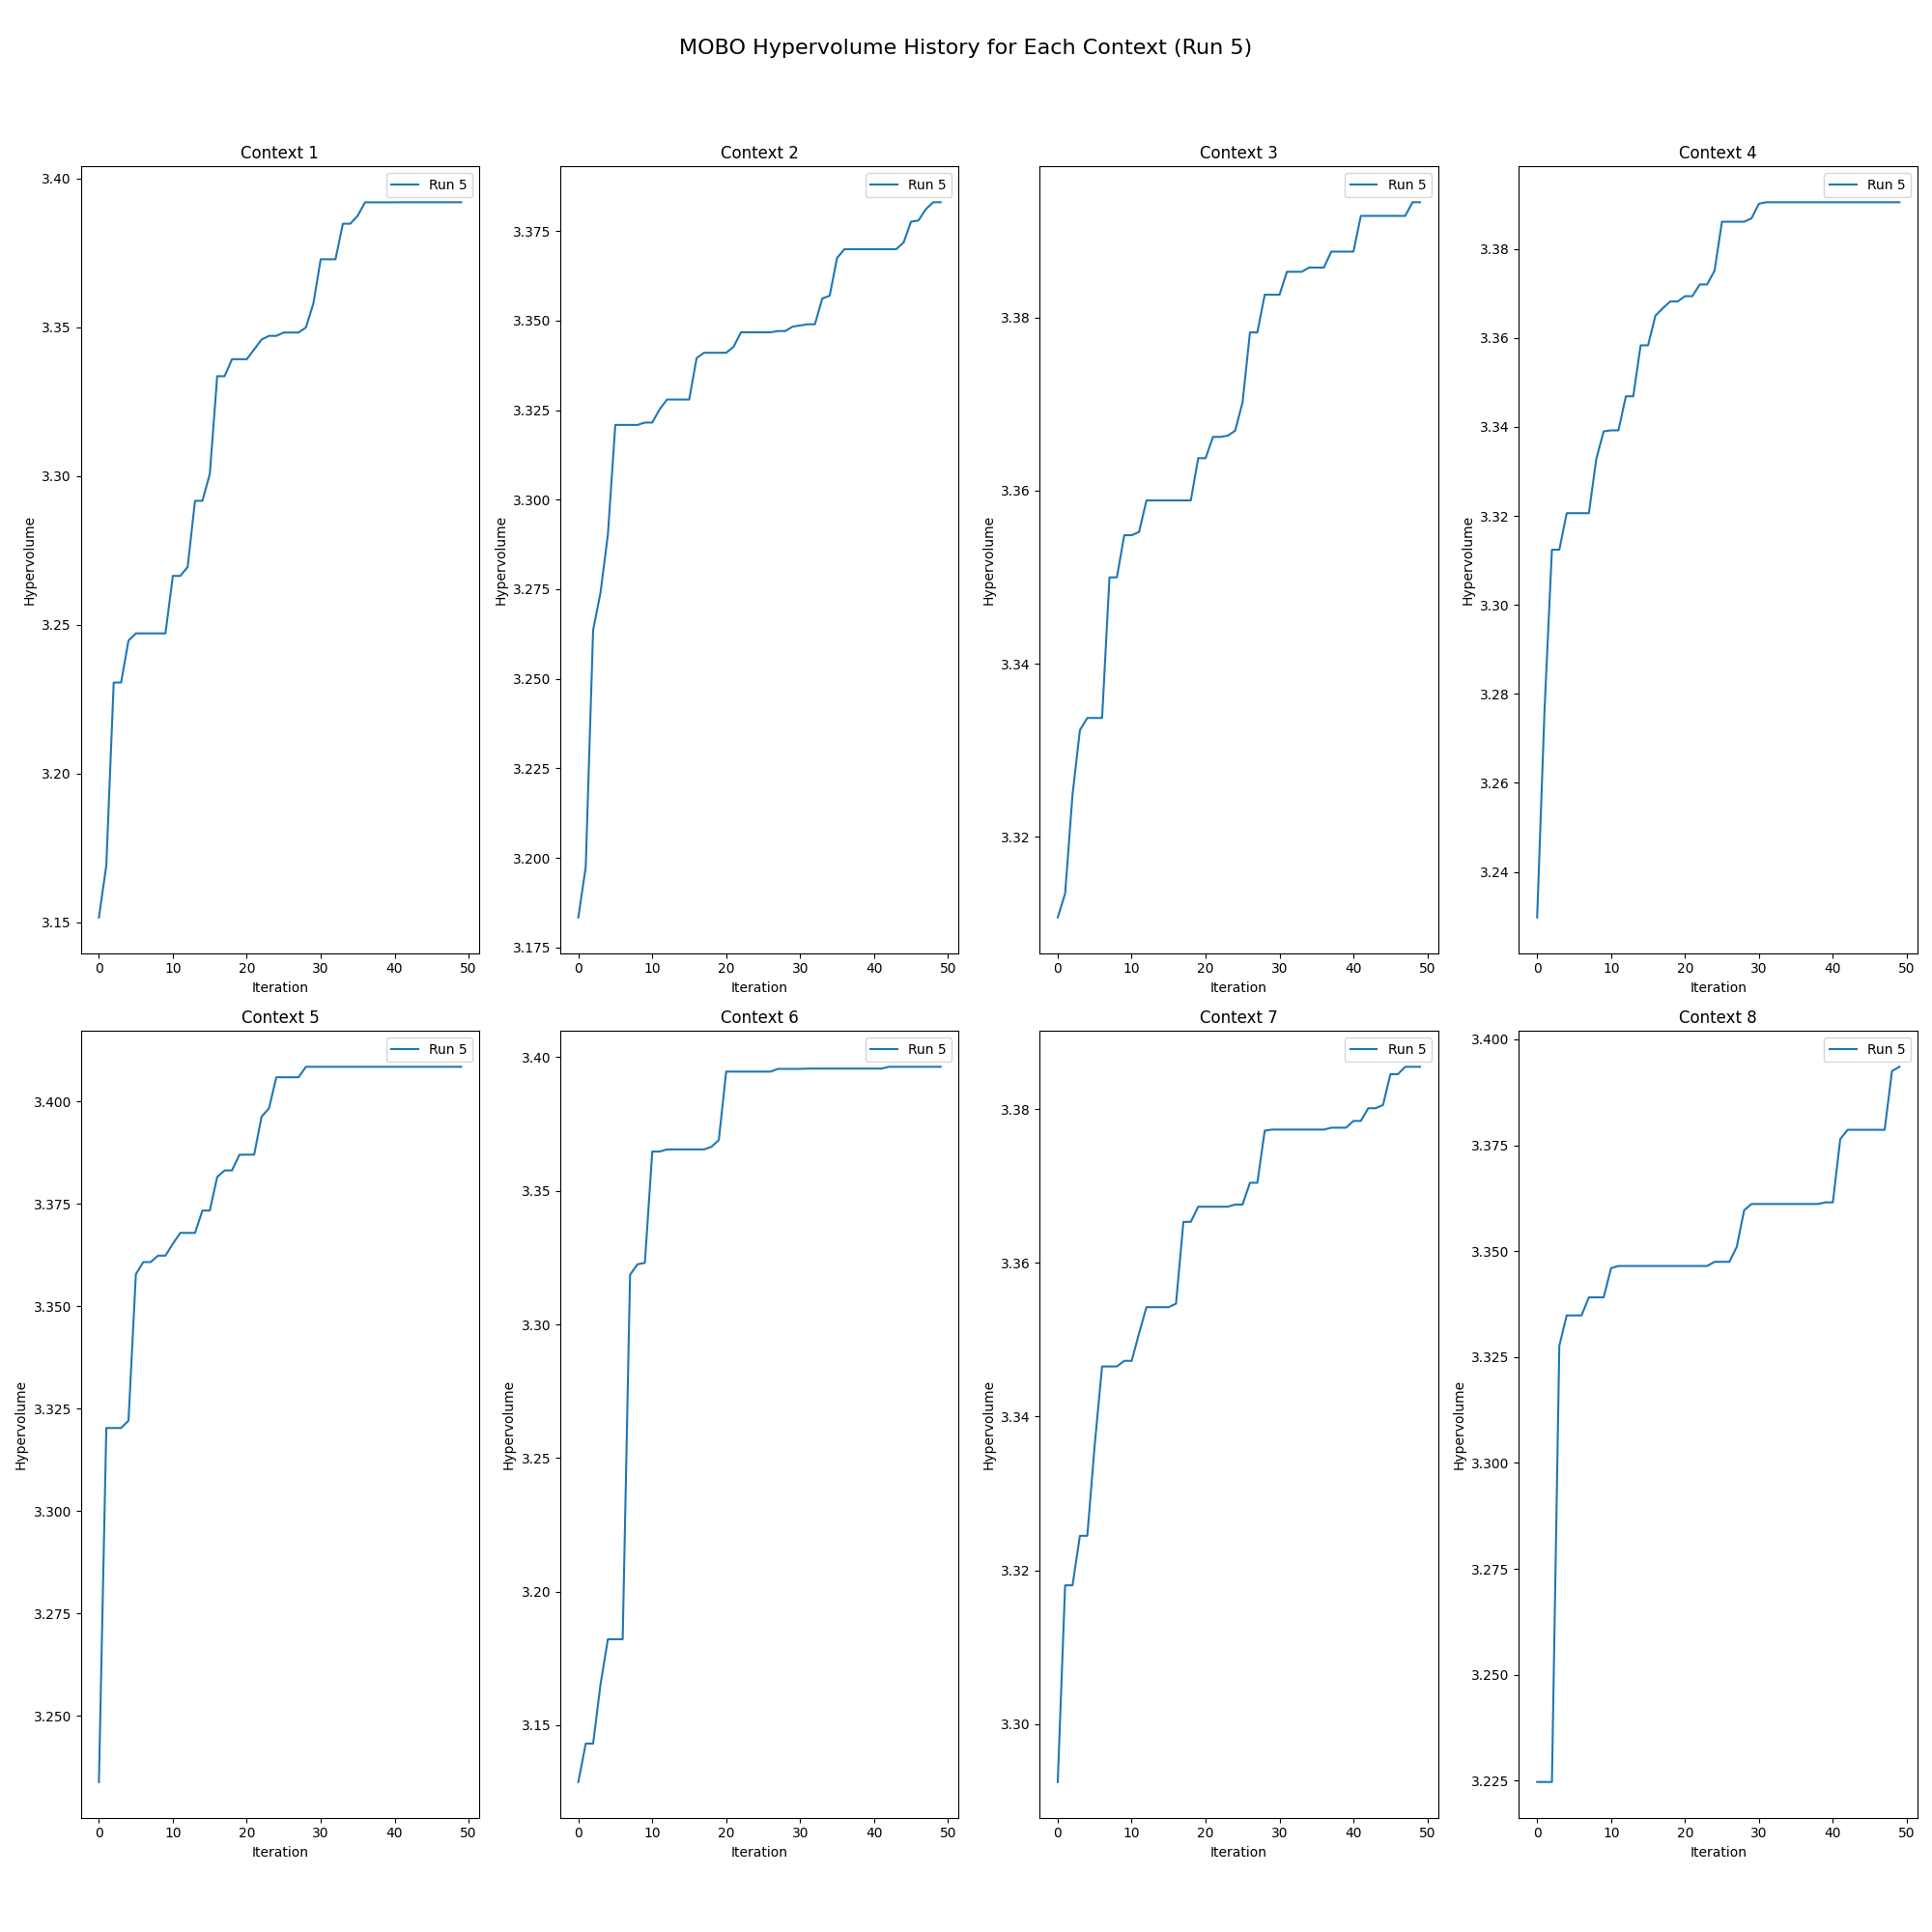 MOBO Hypervolume History for Each Context (Run 5)
Context 1
Run 5
3.40
3.35
3.30
3.25
3.20
3.15
Hypervolume
0 10 20 30 40 50
Iteration
Context 2
Run 5
3.375
3.350
3.325
3.300
3.275
3.250
3.225
3.200
3.175
Hypervolume
0 10 20 30 40 50
Iteration
Context 3
Run 5
3.38
3.36
3.34
3.32
Hypervolume
0 10 20 30 40 50
Iteration
Context 4
Run 5
3.38
3.36
3.34
3.32
3.30
3.28
3.26
3.24
Hypervolume
0 10 20 30 40 50
Iteration
Context 5
Run 5
3.400
3.375
3.350
3.325
3.300
3.275
3.250
Hypervolume
0 10 20 30 40 50
Iteration
Context 6
Run 5
3.40
3.35
3.30
3.25
3.20
3.15
Hypervolume
0 10 20 30 40 50
Iteration
Context 7
Run 5
3.38
3.36
3.34
3.32
3.30
Hypervolume
0 10 20 30 40 50
Iteration
Context 8
Run 5
3.400
3.375
3.350
3.325
3.300
3.275
3.250
3.225
Hypervolume
0 10 20 30 40 50
Iteration